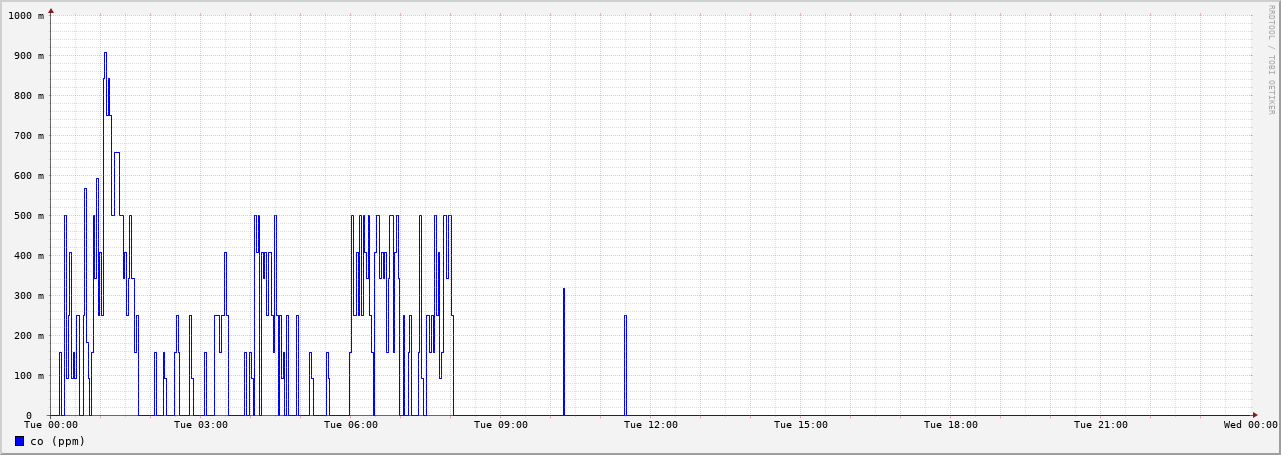 1000 m
900 m
800 m
700 m
600 m
500 m
400 m
300 m
200 m
100 m
0
Tue 00:00 Tue 03:00 Tue 06:00 Tue 09:00 Tue 12:00 Tue 15:00 Tue 18:00 Tue 21:00 Wed 00:00
co (ppm)
RRDTOOL / TOBI OETIKER